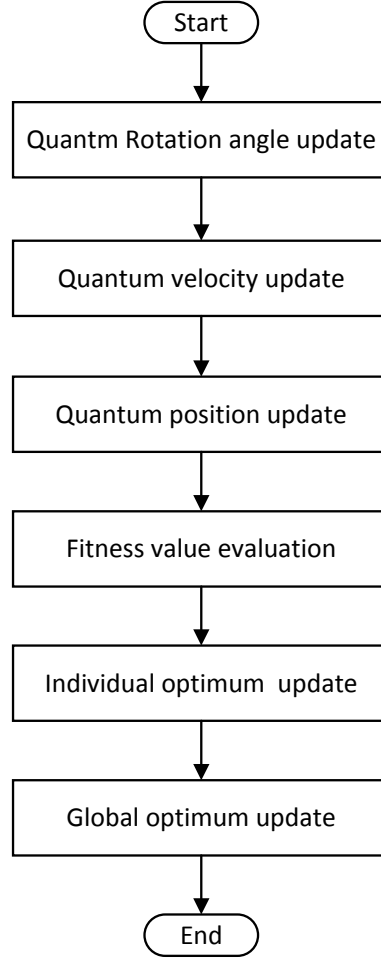 Start
Quantm Rotation angle update
Quantum velocity update
Quantum position update
Fitness value evaluation
Individual optimum  update
Global optimum update
End